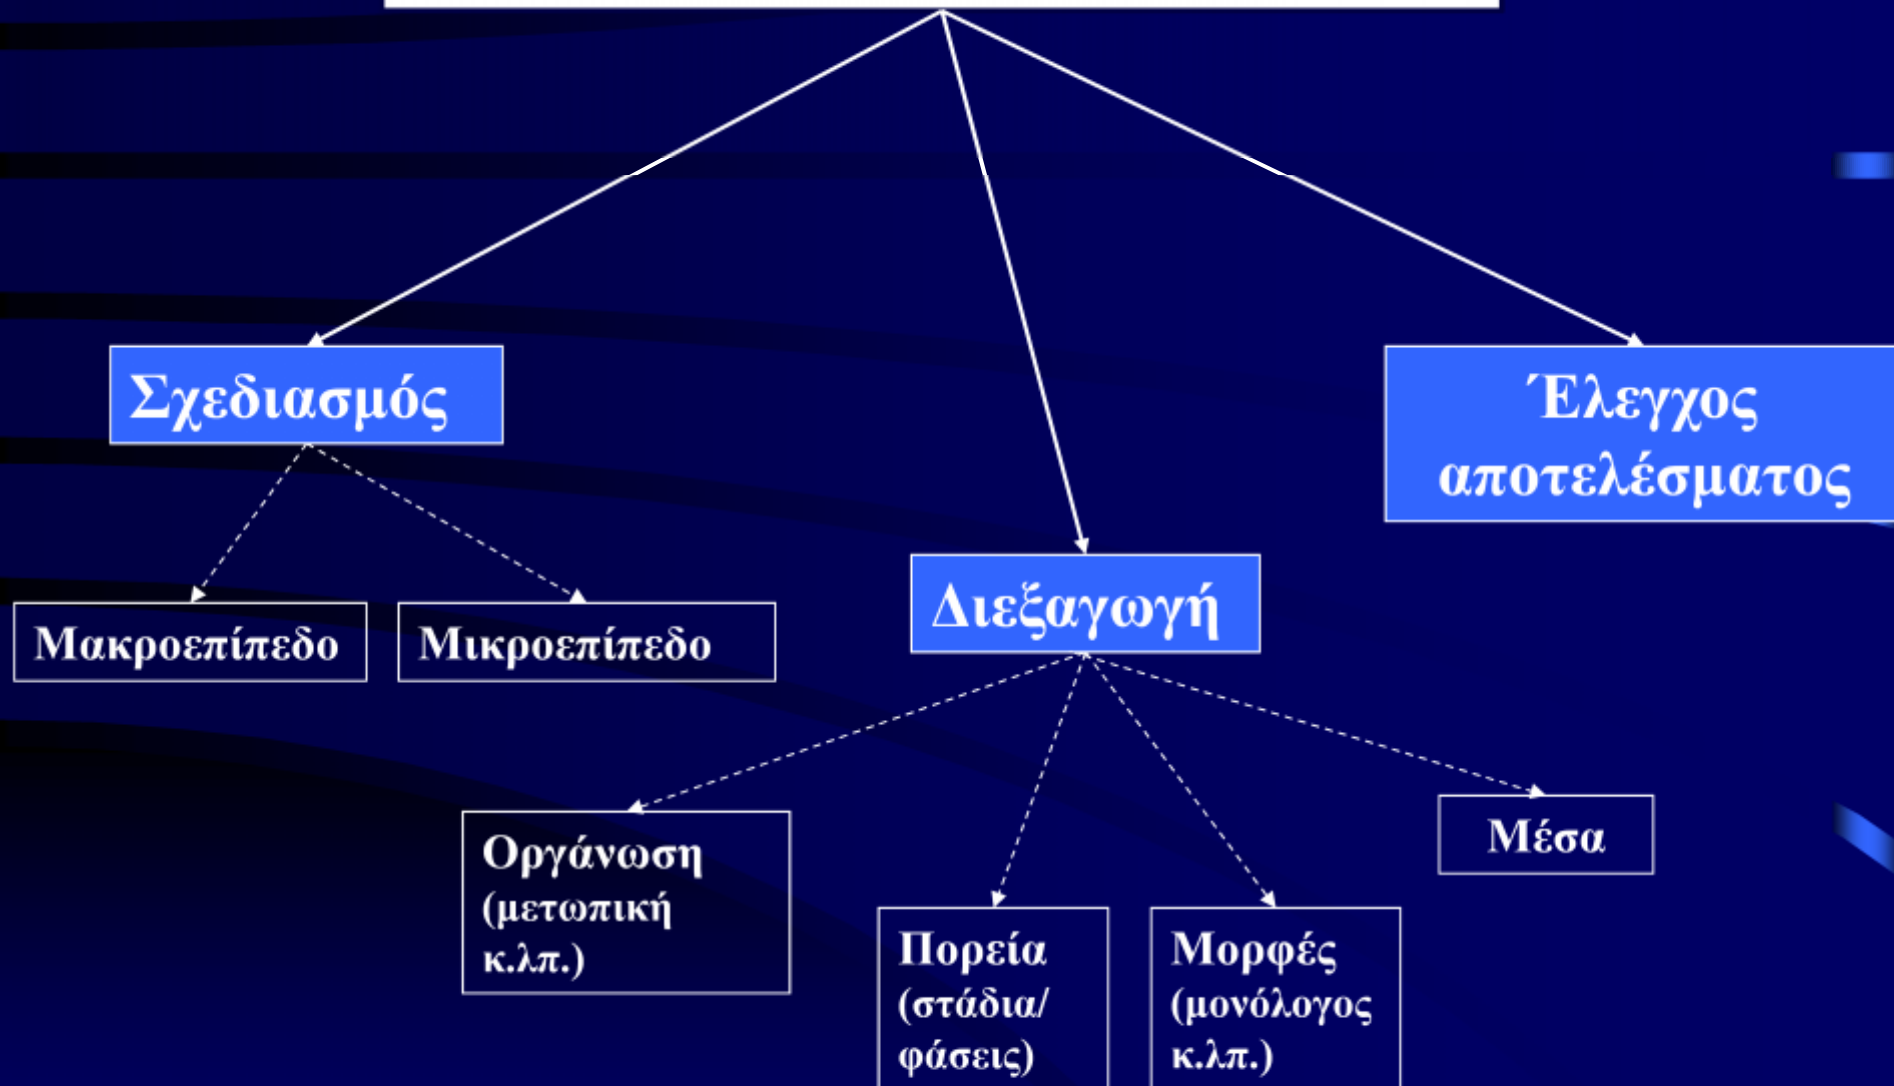 Σχεδιασμός
Έλεγχος
αποτελέσματος
Διεξαγωγή
Μακροεπίπεδο
Μικροεπίπεδο
Οργάνωση
(μετωπική
κ.λπ.)
Πορεία
(στάδια/
φάσεις)
Μορφές
(μονόλογος
κ.λπ.)
Μέσα